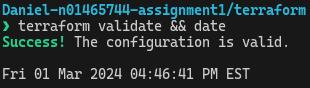 Daniel-n01465744-assignment1/terraform
❯ terraform validate && date
Success! The configuration is valid.
Fri 01 Mar 2024 04:46:41 PM EST